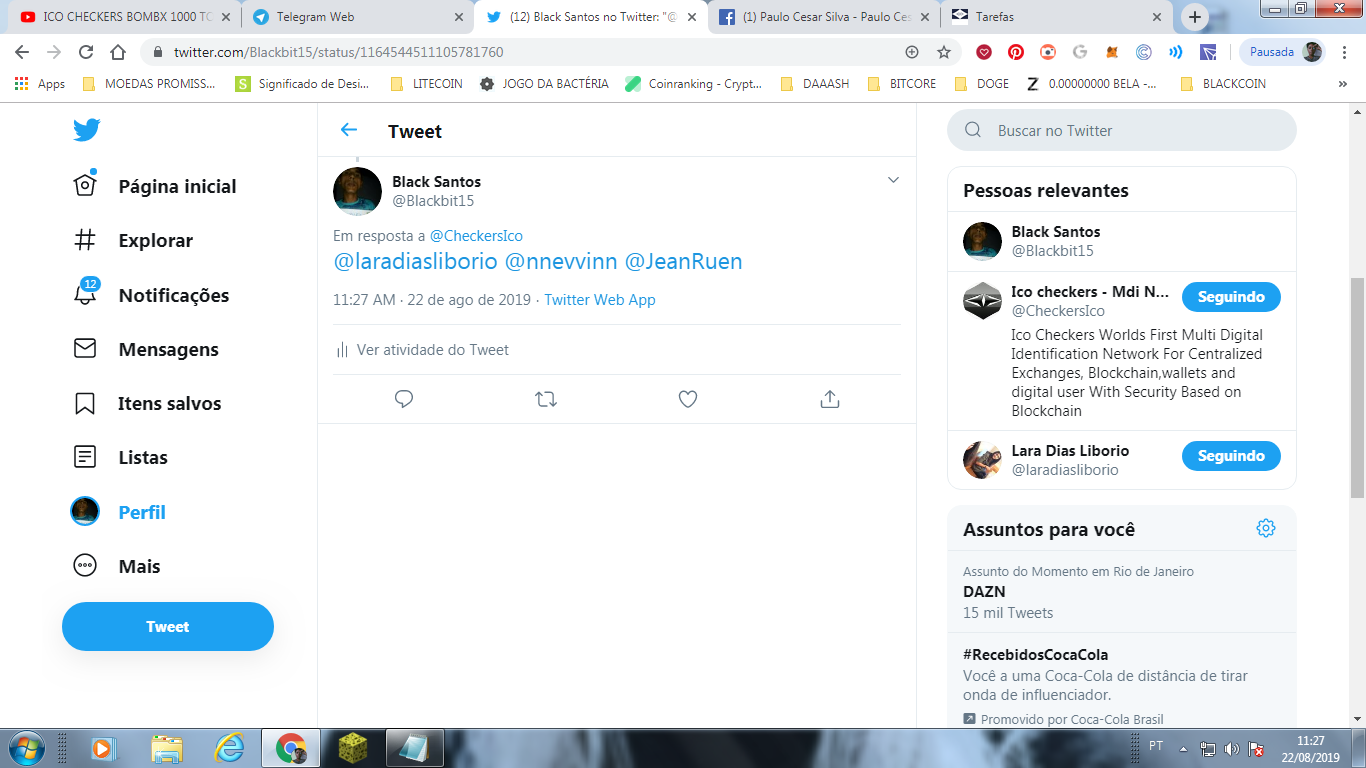 ICO CHECKERS BOMBX 1000 TO
Telegram Web
(12) Black Santos no Twitter: "@
(1) Paulo Cesar Silva - Paulo Ces
Tarefas
twitter.com/Blackbit15/status/1164544511105781760
Pausada
Apps
MOEDAS PROMISS...
Significado de Desi...
LITECOIN
JOGO DA BACTÉRIA
Coinranking - Crypt...
DAAASH
BITCORE
DOGE
0.00000000 BELA -...
BLACKCOIN
»
Página inicial
Explorar
12
Notificações
Mensagens
Itens salvos
Listas
Perfil
Mais
Tweet
Tweet
Black Santos
@Blackbit15
Em resposta a @CheckersIco
@laradiasliborio @nnevvinn @JeanRuen
11:27 AM · 22 de ago de 2019 · Twitter Web App
Ver atividade do Tweet
Buscar no Twitter
Pessoas relevantes
Black Santos
@Blackbit15
Ico checkers - Mdi N...
@CheckersIco
Seguindo
Ico Checkers Worlds First Multi Digital
Identification Network For Centralized
Exchanges, Blockchain,wallets and
digital user With Security Based on
Blockchain
Lara Dias Liborio
@laradiasliborio
Seguindo
Assuntos para você
Assunto do Momento em Rio de Janeiro
DAZN
15 mil Tweets
#RecebidosCocaCola
Você a uma Coca-Cola de distância de tirar
onda de influenciador.
Promovido por Coca-Cola Brasil
PT
11:27
22/08/2019